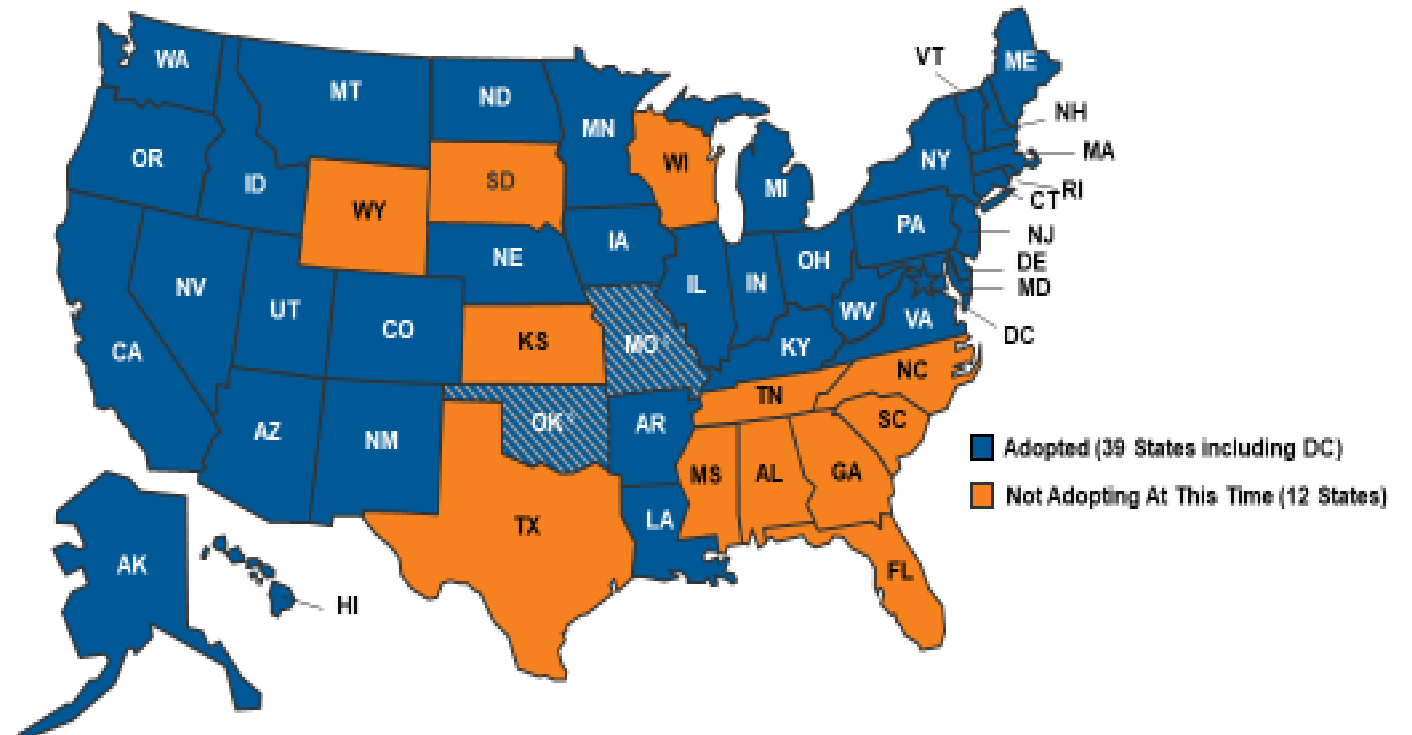 WA
MT
ND
MN
OR
ID
WY
SD
WI
MI
NY
VT
ME
NH
MA
RI
CT
NJ
DE
MD
DC
PA
NV
UT
CO
NE
IA
IL
IN
OH
WV
VA
KY
CA
KS
MO
AZ
NM
OK
AR
TN
NC
SC
MS
AL
GA
TX
LA
FL
AK
HI
Adopted (39 States including DC)
Not Adopting At This Time (12 States)